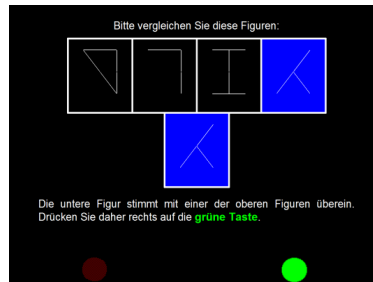 Bitte vergleichen Sie diese Figuren:
Die untere Figur stimmt mit einer der oberen Figuren überein.
Drücken Sie daher rechts auf die grüne Taste.